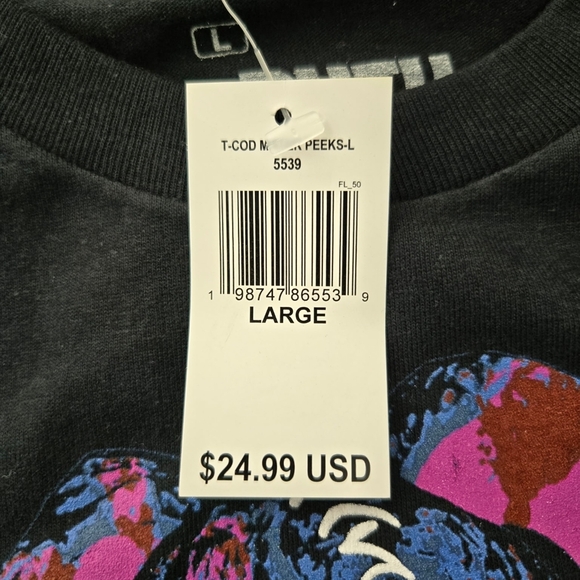 L
T-COD PEEKS-L
5539
FL_50
1 98747 86553 9
LARGE
$24.99 USD